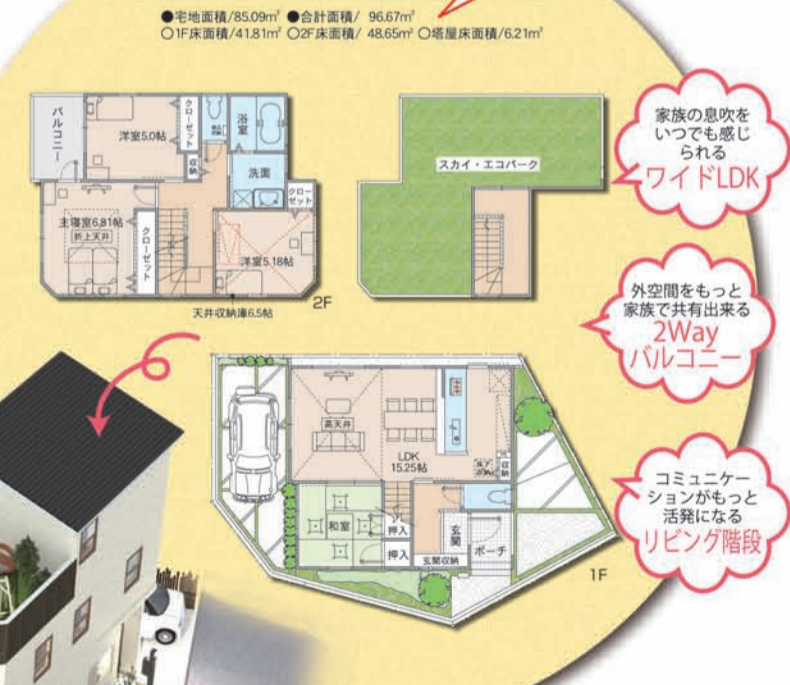 ●宅地面積/85.09㎡ ●合計面積/ 96.67㎡
○1F床面積/41.81㎡ ○2F床面積/ 48.65㎡ ○塔屋床面積/6.21㎡
バルコニー
洋室5.0帖
クローゼット
収納
浴室
洗面
クローゼット
主寝室6.81帖
折上天井
クローゼット
洋室5.18帖
天井収納庫6.5帖
2F
スカイ・エコパーク
家族の息吹を
いつでも感じ
られる
ワイドLDK
外空間をもっと
家族で共有出来る
2Way
バルコニー
高天井
LDK
15.25帖
収納
和室
押入
押入
玄関
玄関収納
ポーチ
1F
コミュニケー
ションがもっと
活発になる
リビング階段